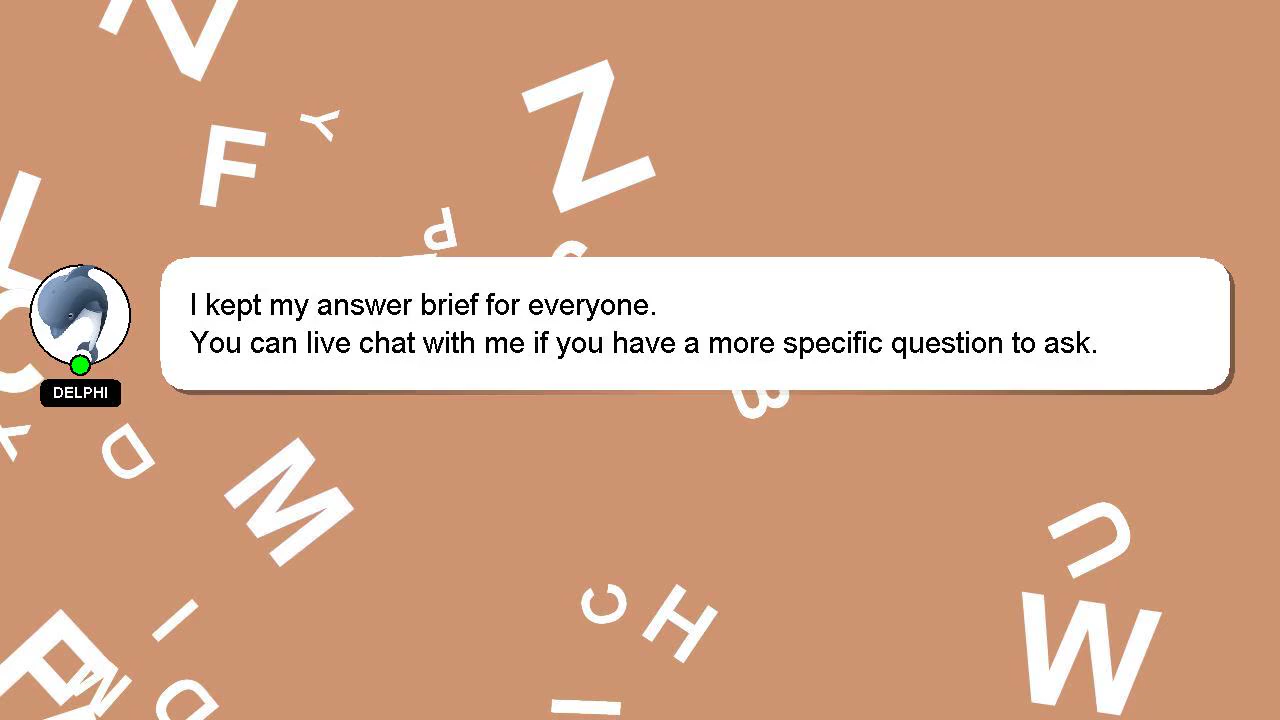 I kept my answer brief for everyone.
You can live chat with me if you have a more specific question to ask.
DELPHI
V
F
Y
Z
P
S
B
Y
D
M
U
C
H
I
W
P
M
D
I